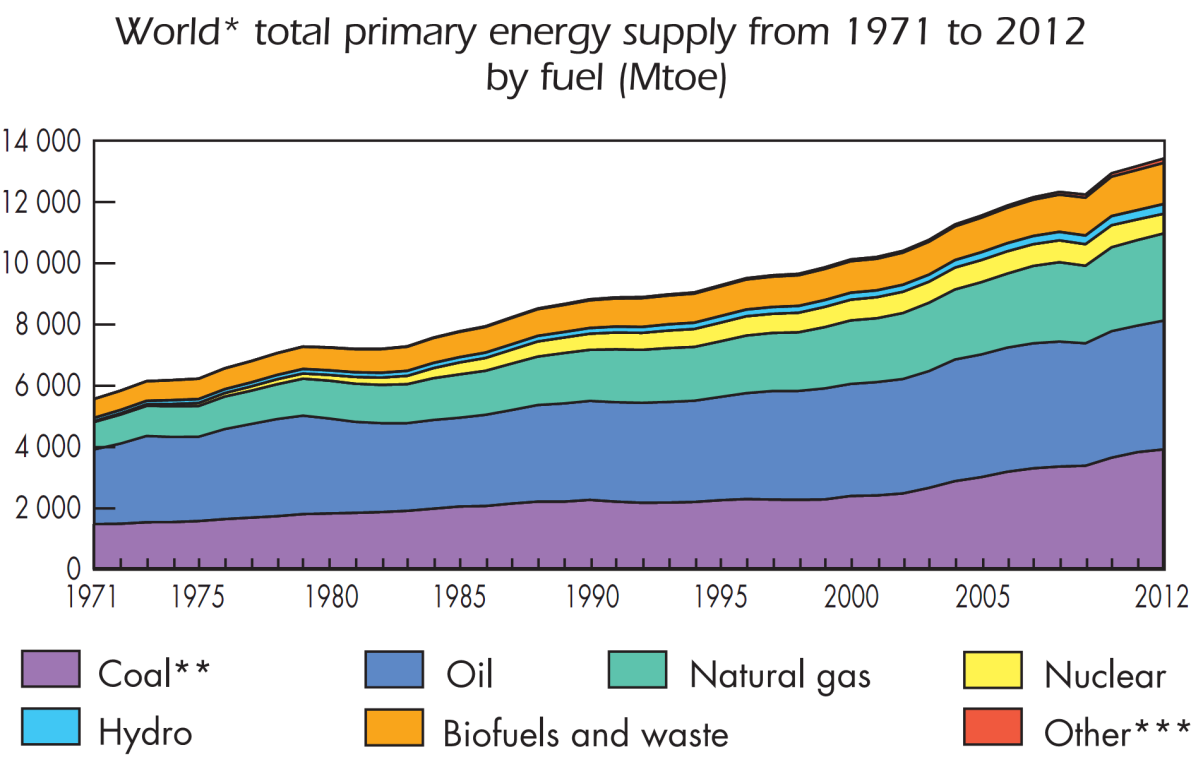 World* total primary energy supply from 1971 to 2012
by fuel (Mtoe)
14 000
12 000
10 000
8 000
6 000
4 000
2 000
0
1971 1975 1980 1985 1990 1995 2000 2005 2012
Coal** Oil Natural gas Nuclear
Hydro Biofuels and waste Other***